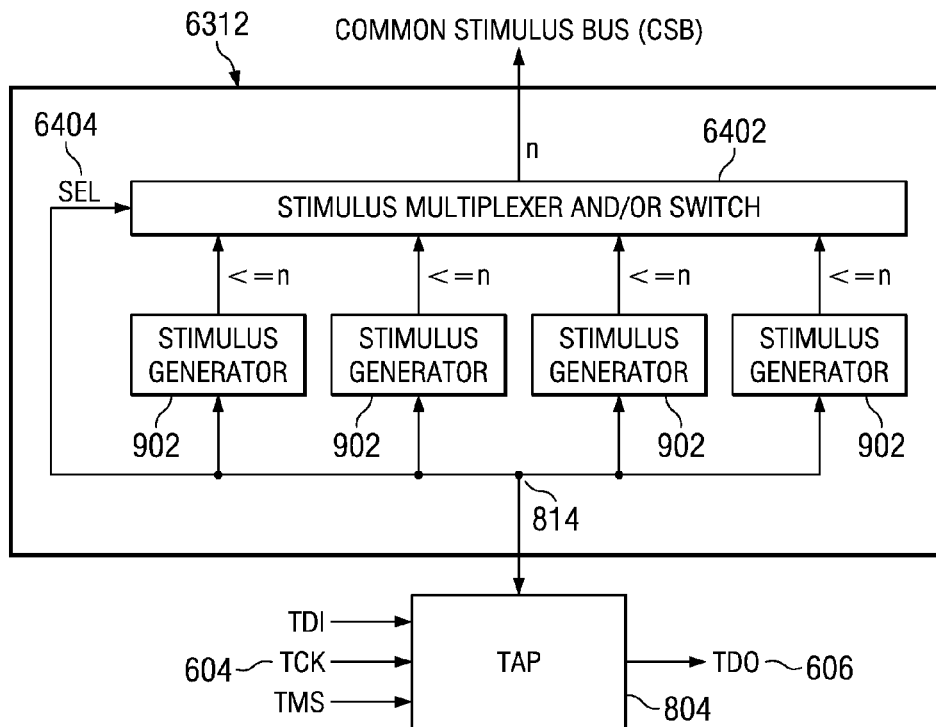 6312
COMMON STIMULUS BUS (CSB)
6404
n
6402
SEL
STIMULUS MULTIPLEXER AND/OR SWITCH
<=n
<=n
<=n
<=n
STIMULUS
GENERATOR
STIMULUS
GENERATOR
STIMULUS
GENERATOR
STIMULUS
GENERATOR
902
902
902
902
814
TDI
604
TCK
TMS
TAP
TDO
606
804